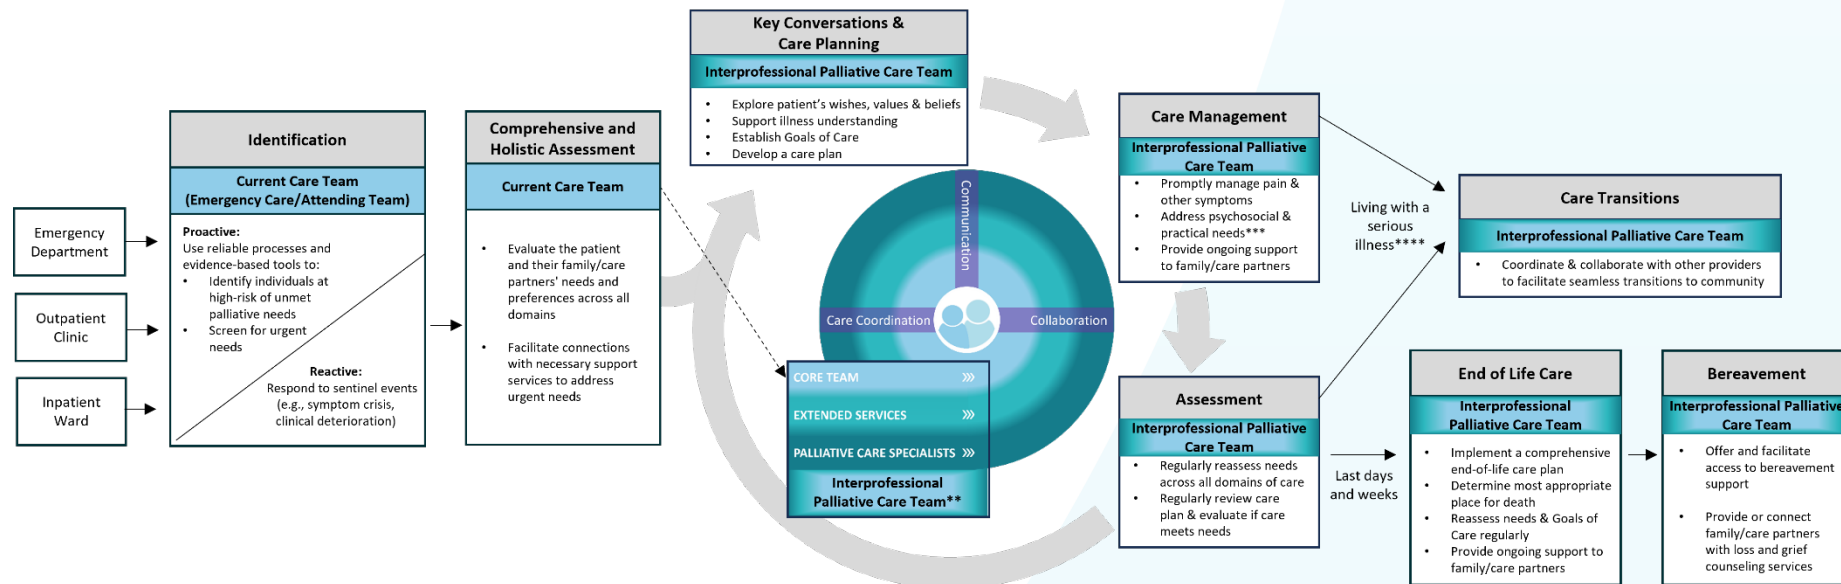 Emergency
Department
Outpatient
Clinic
Inpatient
Ward
Identification
Current Care Team
(Emergency Care/Attending Team)
Proactive:
Use reliable processes and
evidence-based tools to:
• Identify individuals at
high-risk of unmet
palliative needs
• Screen for urgent
needs
Reactive:
Respond to sentinel events
(e.g., symptom crisis,
clinical deterioration)
Comprehensive and
Holistic Assessment
Current Care Team
• Evaluate the patient
and their family/care
partners' needs and
preferences across all
domains
• Facilitate connections
with necessary support
services to address
urgent needs
Key Conversations &
Care Planning
Interprofessional Palliative Care Team
• Explore patient's wishes, values & beliefs
• Support illness understanding
• Establish Goals of Care
• Develop a care plan
Communication
Care Coordination
Collaboration
CORE TEAM »»
EXTENDED SERVICES »»
PALLIATIVE CARE SPECIALISTS »»
Interprofessional
Palliative Care Team**
Care Management
Interprofessional Palliative
Care Team
• Promptly manage pain &
other symptoms
• Address psychosocial &
practical needs***
• Provide ongoing support
to family/care partners
Assessment
Interprofessional Palliative
Care Team
• Regularly reassess needs
across all domains of care
• Regularly review care
plan & evaluate if care
meets needs
Living with a
serious
illness****
Care Transitions
Interprofessional Palliative Care Team
• Coordinate & collaborate with other providers
to facilitate seamless transitions to community
Last days
and weeks
End of Life Care
Interprofessional
Palliative Care Team
• Implement a comprehensive
end-of-life care plan
• Determine most appropriate
place for death
• Reassess needs & Goals of
Care regularly
• Provide ongoing support to
family/care partners
Bereavement
Interprofessional Palliative
Care Team
• Offer and facilitate
access to bereavement
support
• Provide or connect
family/care partners
with loss and grief
counseling services